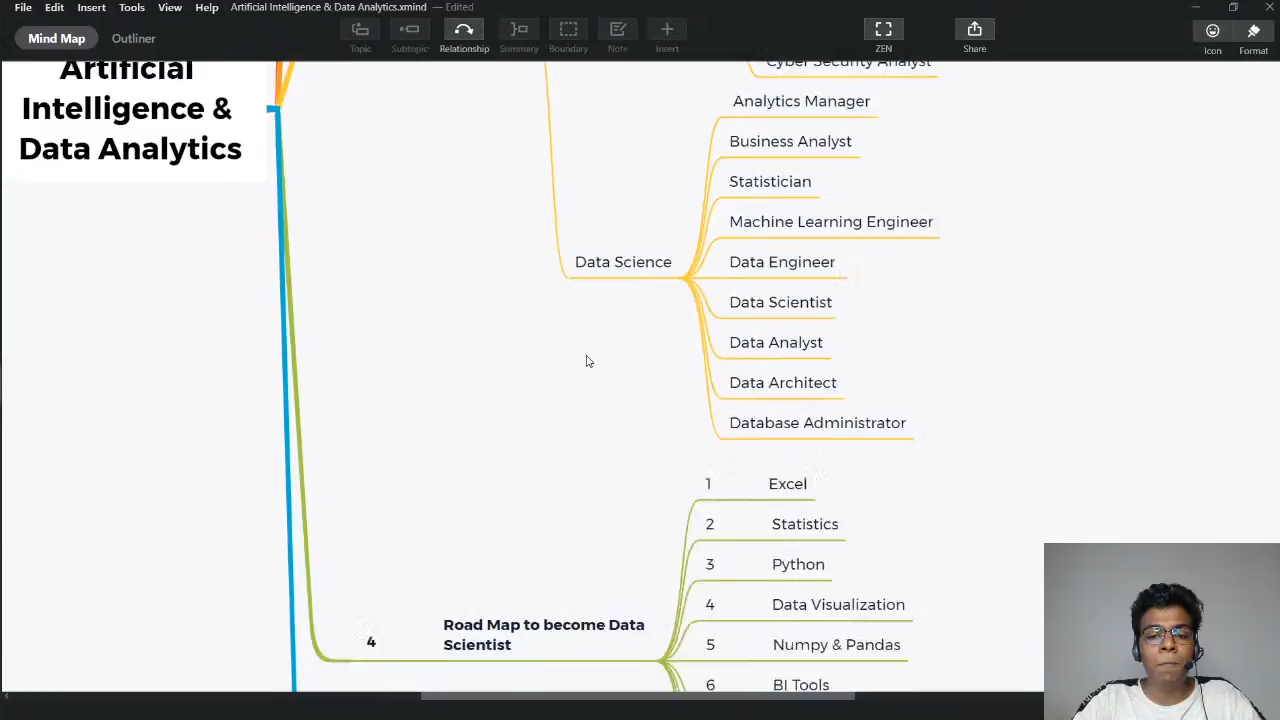 File Edit Insert Tools View Help Artificial Intelligence & Data Analytics.xmind — Edited
Mind Map Outliner
Topic Subtopic Relationship Summary Boundary Note Insert ZEN Share Icon Format
Artificial
Intelligence &
Data Analytics
Cyber Security Analyst
Analytics Manager
Business Analyst
Statistician
Machine Learning Engineer
Data Science
Data Engineer
Data Scientist
Data Analyst
Data Architect
Database Administrator
4
Road Map to become Data
Scientist
1 Excel
2 Statistics
3 Python
4 Data Visualization
5 Numpy & Pandas
6 BI Tools